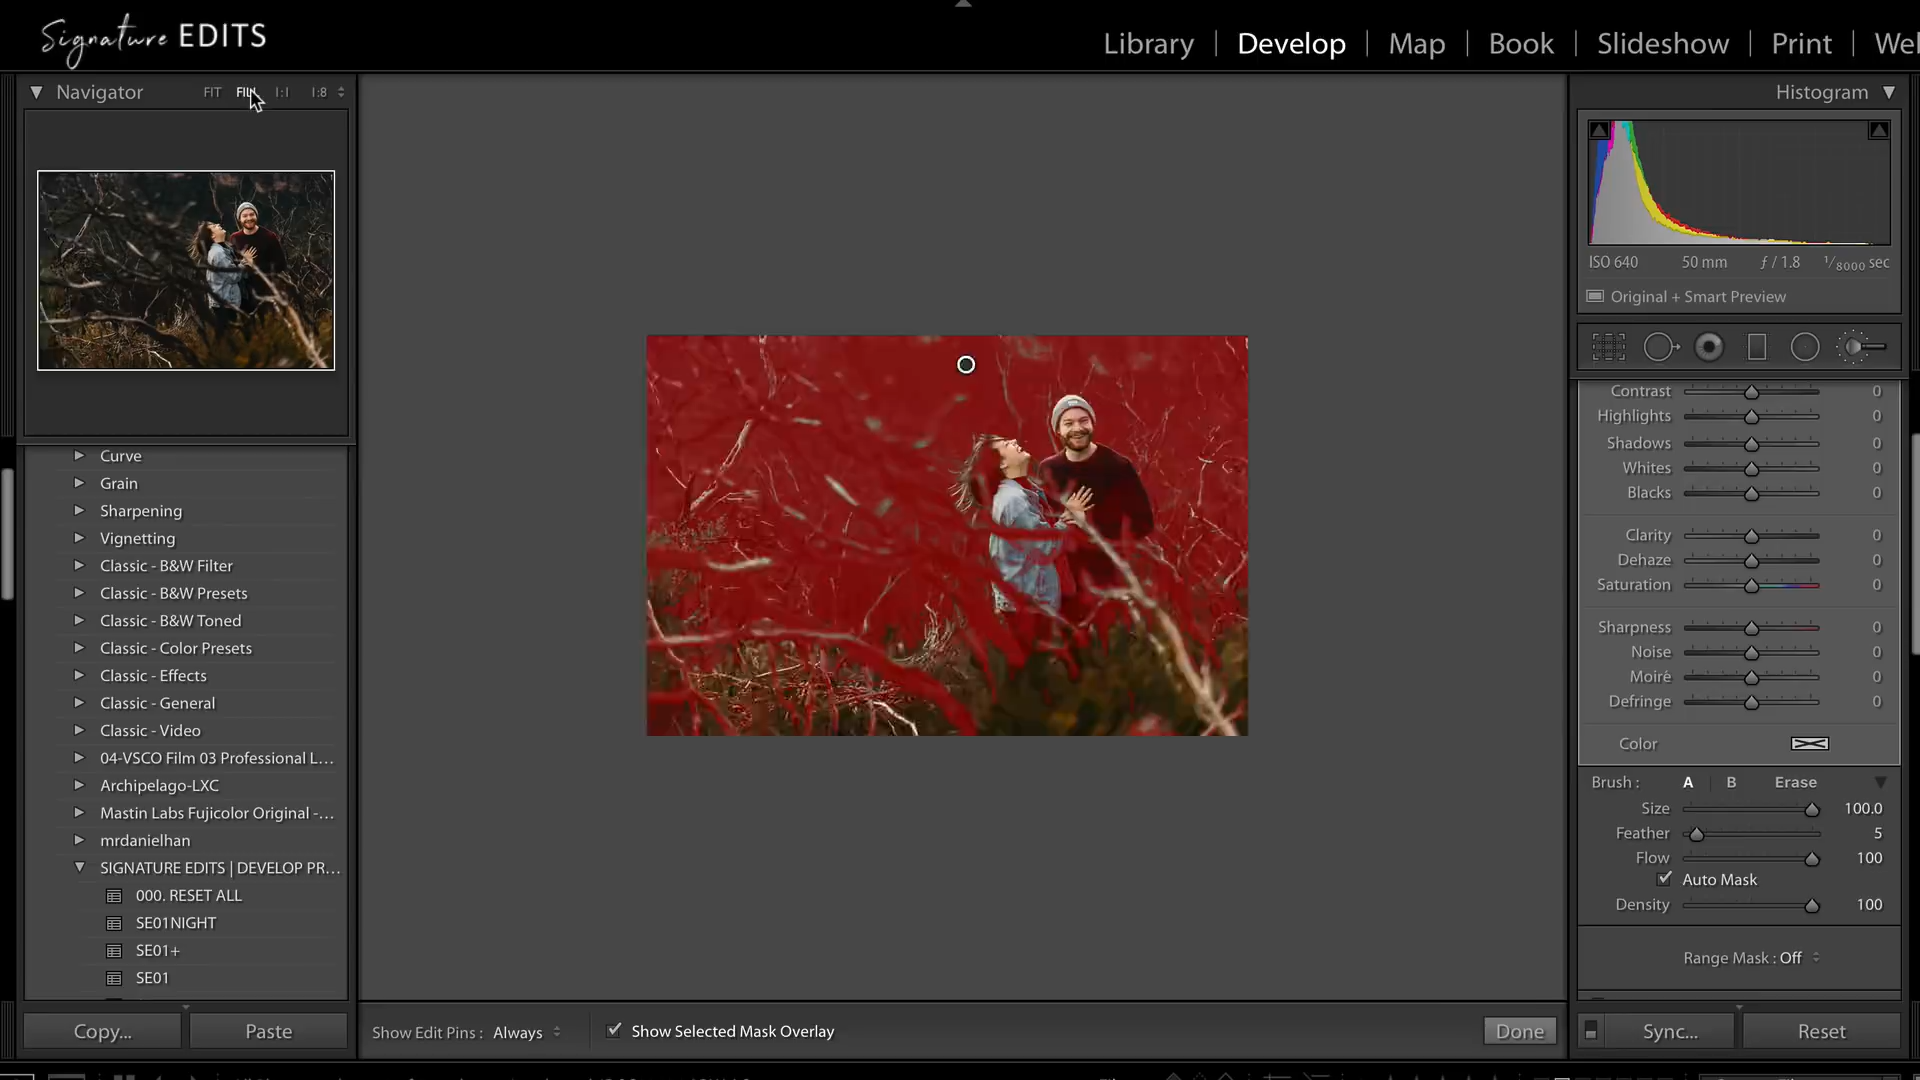 Signature EDITS
Library | Develop | Map | Book | Slideshow | Print | Wel
Navigator FIT FILL 1:1 1:8
Histogram
ISO 640 50 mm ƒ / 1.8 1/8000 sec
Original + Smart Preview
Contrast 0
Highlights 0
Shadows 0
Whites 0
Blacks 0
Clarity 0
Dehaze 0
Saturation 0
Sharpness 0
Noise 0
Moiré 0
Defringe 0
Color
Brush : A | B Erase
Size 100.0
Feather 5
Flow 100
Auto Mask
Density 100
Range Mask : Off
Curve
Grain
Sharpening
Vignetting
Classic - B&W Filter
Classic - B&W Presets
Classic - B&W Toned
Classic - Color Presets
Classic - Effects
Classic - General
Classic - Video
04-VSCO Film 03 Professional L...
Archipelago-LXC
Mastin Labs Fujicolor Original -...
mrdanielhan
SIGNATURE EDITS | DEVELOP PR...
000. RESET ALL
SE01NIGHT
SE01+
SE01
Copy... Paste
Show Edit Pins : Always
Show Selected Mask Overlay
Done
Sync... Reset